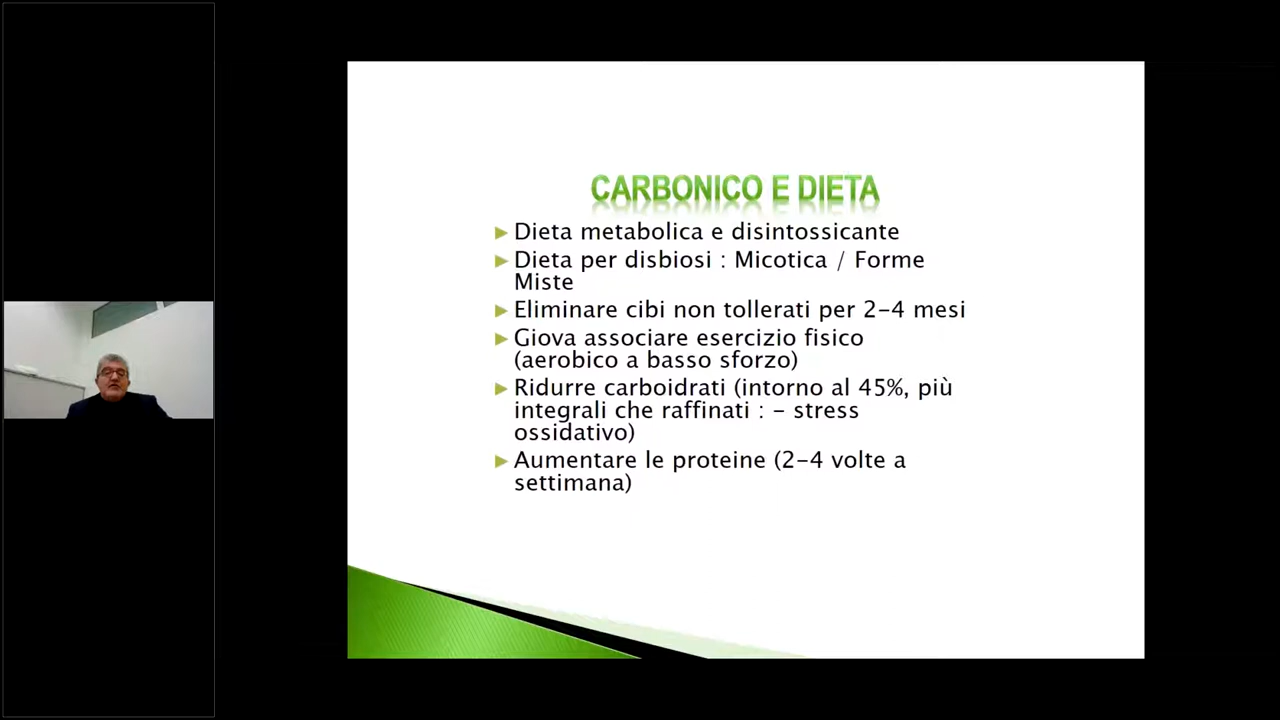 CARBONICO E DIETA
Dieta metabolica e disintossicante
Dieta per disbiosi : Micotica / Forme
Miste
Eliminare cibi non tollerati per 2-4 mesi
Giova associare esercizio fisico
(aerobico a basso sforzo)
Ridurre carboidrati (intorno al 45%, più
integrali che raffinati : - stress
ossidativo)
Aumentare le proteine (2-4 volte a
settimana)